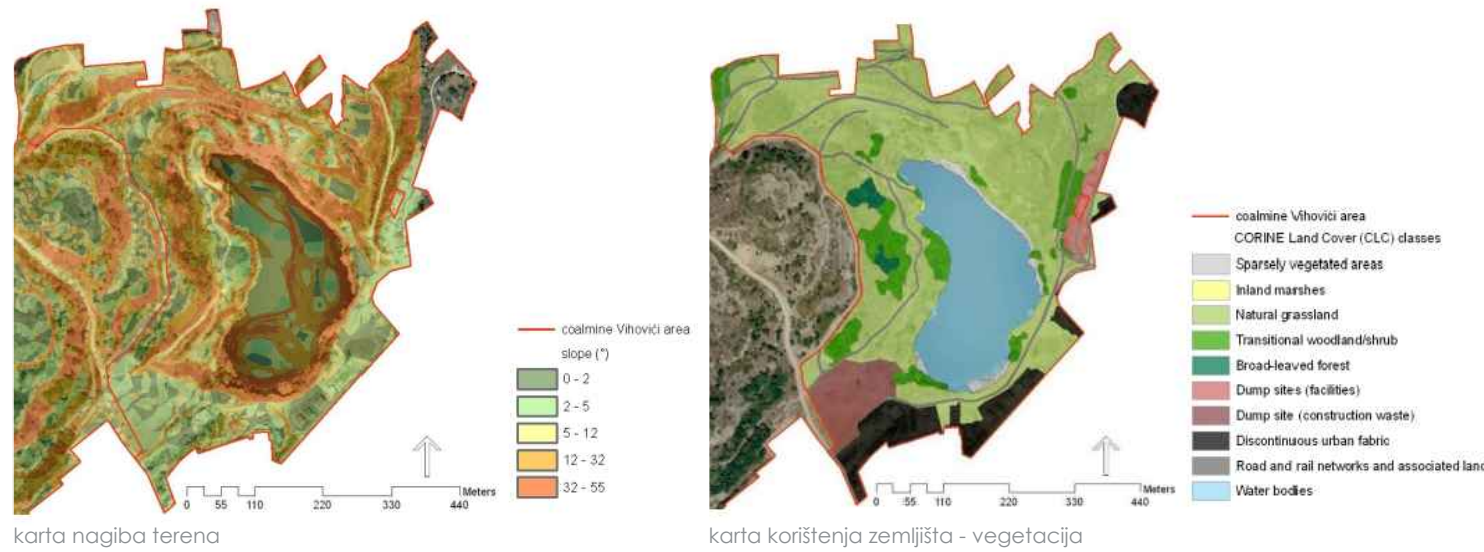 coalmine Vihovići area
slope (°)
0 - 2
2 - 5
5 - 12
12 - 32
32 - 55
Meters
0 55 110 220 330 440
karta nagiba terena
coalmine Vihovići area
CORINE Land Cover (CLC) classes
Sparsely vegetated areas
Inland marshes
Natural grassland
Transitional woodland/shrub
Broad-leaved forest
Dump sites (facilities)
Dump site (construction waste)
Discontinuous urban fabric
Road and rail networks and associated land
Water bodies
Meters
0 55 110 220 330 440
karta korištenja zemljišta - vegetacija